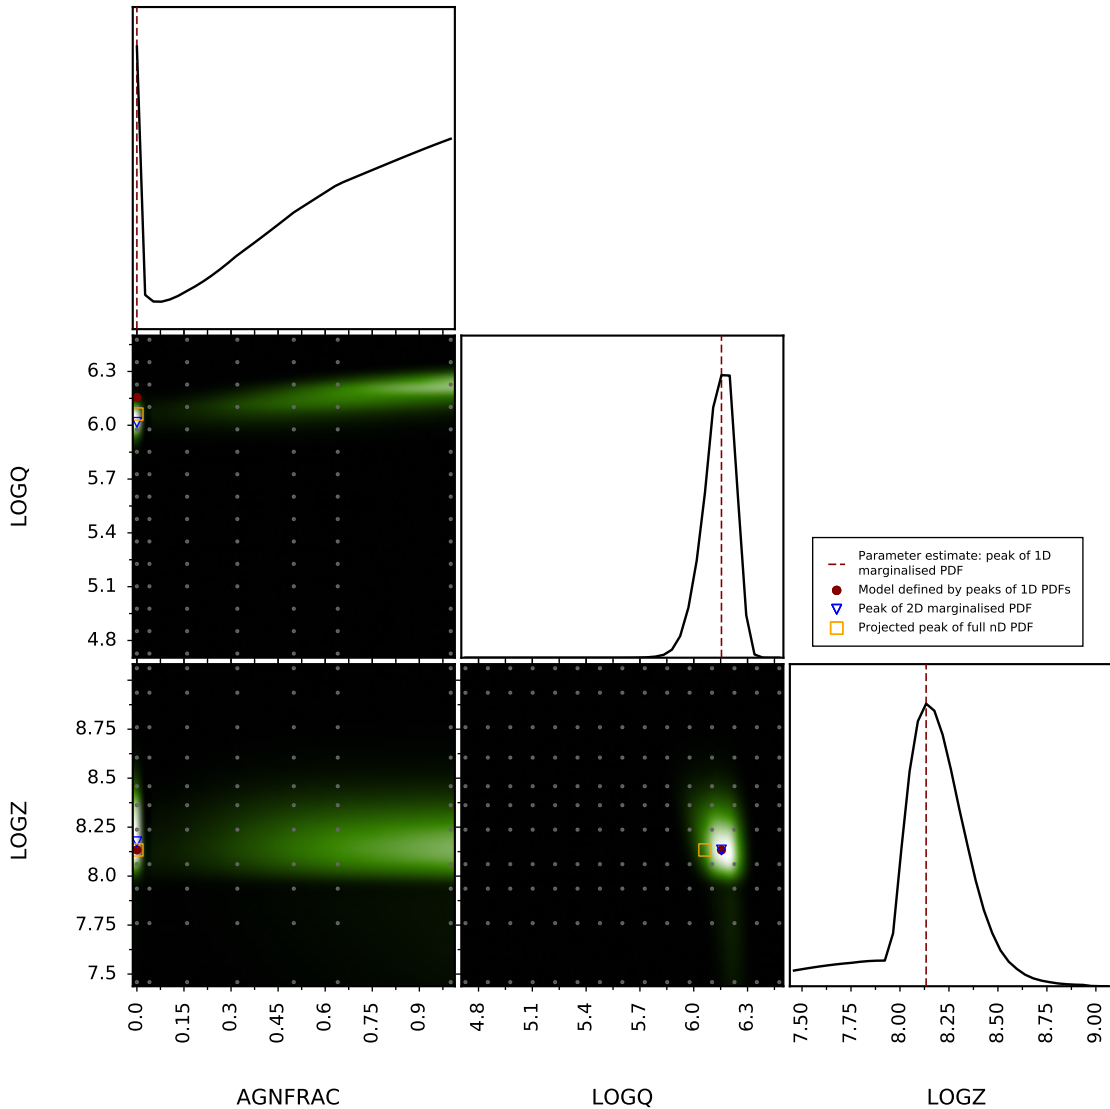 6.3
6.0
5.7
5.4
5.1
4.8
LOGQ
Parameter estimate: peak of 1D
marginalised PDF
Model defined by peaks of 1D PDFs
Peak of 2D marginalised PDF
Projected peak of full nD PDF
8.75
8.5
8.25
8.0
7.75
7.5
LOGZ
0.0 0.15 0.3 0.45 0.6 0.75 0.9
4.8 5.1 5.4 5.7 6.0 6.3
7.50 7.75 8.00 8.25 8.50 8.75 9.00
AGNFRAC LOGQ LOGZ